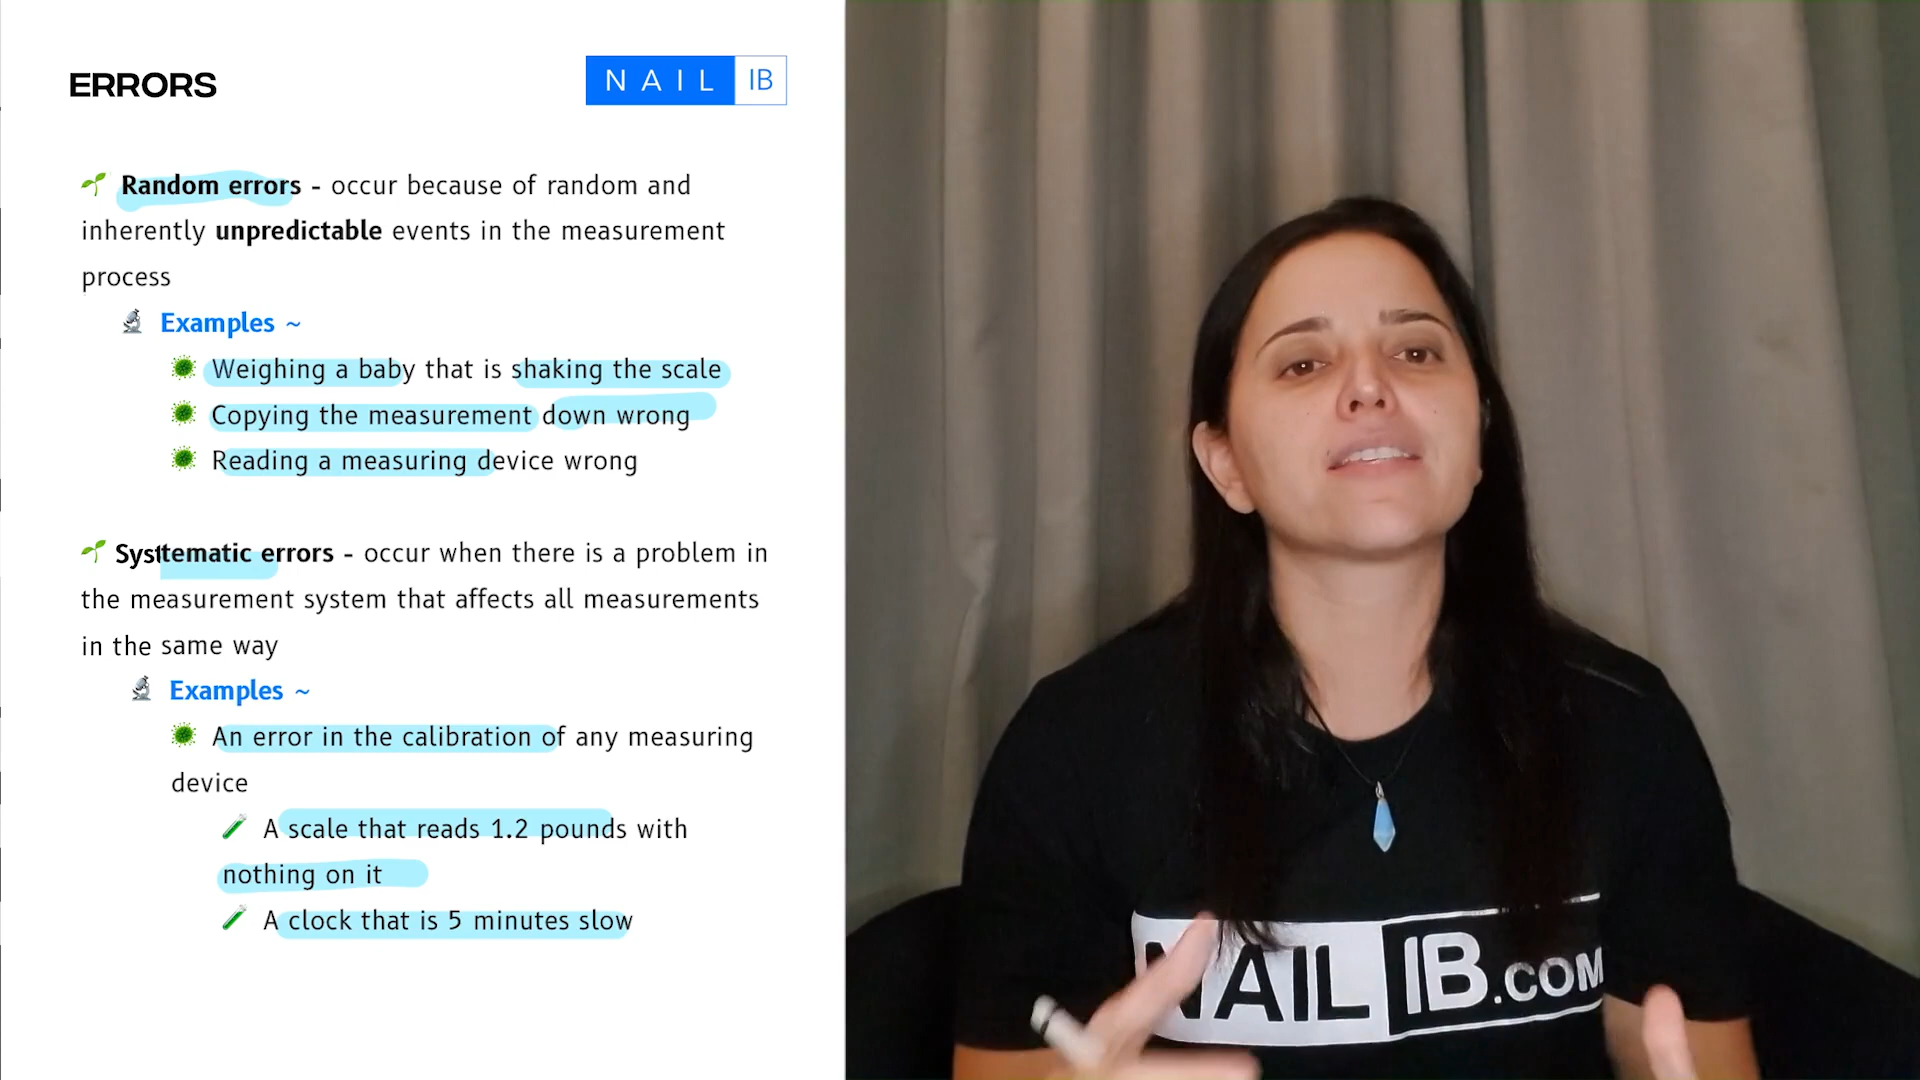 ERRORS
NAIL IB
Random errors - occur because of random and
inherently unpredictable events in the measurement
process
Examples ~
Weighing a baby that is shaking the scale
Copying the measurement down wrong
Reading a measuring device wrong
Systematic errors - occur when there is a problem in
the measurement system that affects all measurements
in the same way
Examples ~
An error in the calibration of any measuring
device
A scale that reads 1.2 pounds with
nothing on it
A clock that is 5 minutes slow
NAIL IB.COM